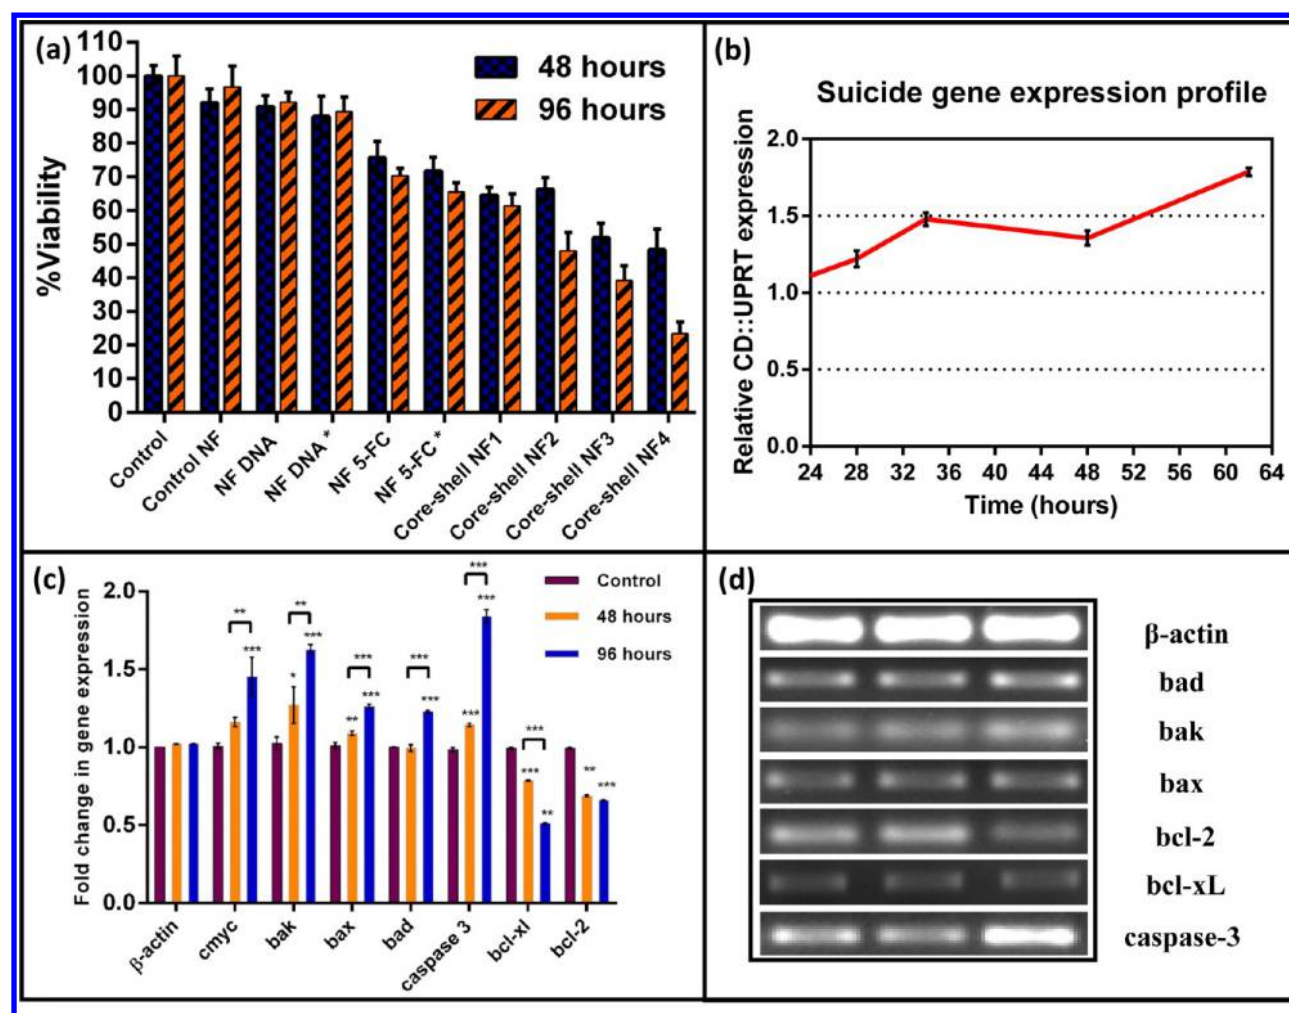 (a)
110
100
90
80
70
60
50
40
30
20
10
0
%Viability
48 hours
96 hours
Control
Control NF
NF DNA
NF DNA *
NF 5-FC
NF 5-FC *
Core-shell NF1
Core-shell NF2
Core-shell NF3
Core-shell NF4
(b)
Suicide gene expression profile
Relative CD::UPRT expression
2.0
1.5
1.0
0.5
0.0
24 28 32 36 40 44 48 52 56 60 64
Time (hours)
(c)
Fold change in gene expression
2.0
1.5
1.0
0.5
0.0
Control
48 hours
96 hours
** ***
* ** ***
** *** ***
*** ***
*** *** ***
*** *** **
** ***
β-actin
cmyc
bak
bax
bad
caspase 3
bcl-xl
bcl-2
(d)
β-actin
bad
bak
bax
bcl-2
bcl-xL
caspase-3